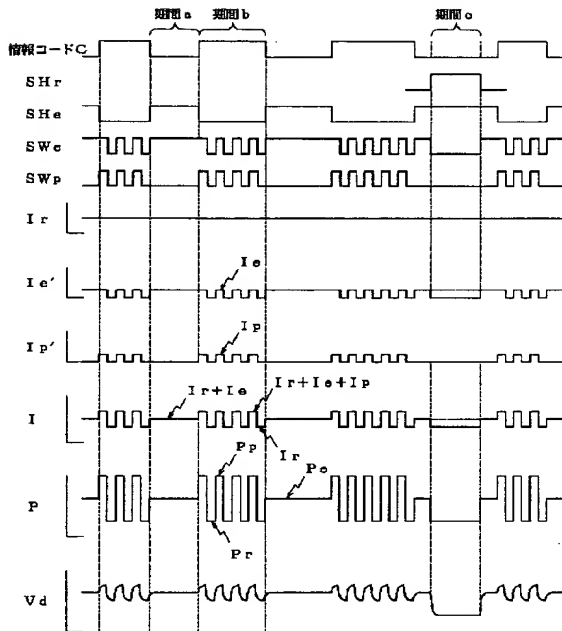 期間a 期間b 期間c
情報コードC
SHr
SHe
SWe
SWp
Ir
Ie'
Ie
Ip'
Ip
Ir+Ie
Ir+Ie+Ip
I
Ir
Pp
Pe
P
Pr
Vd